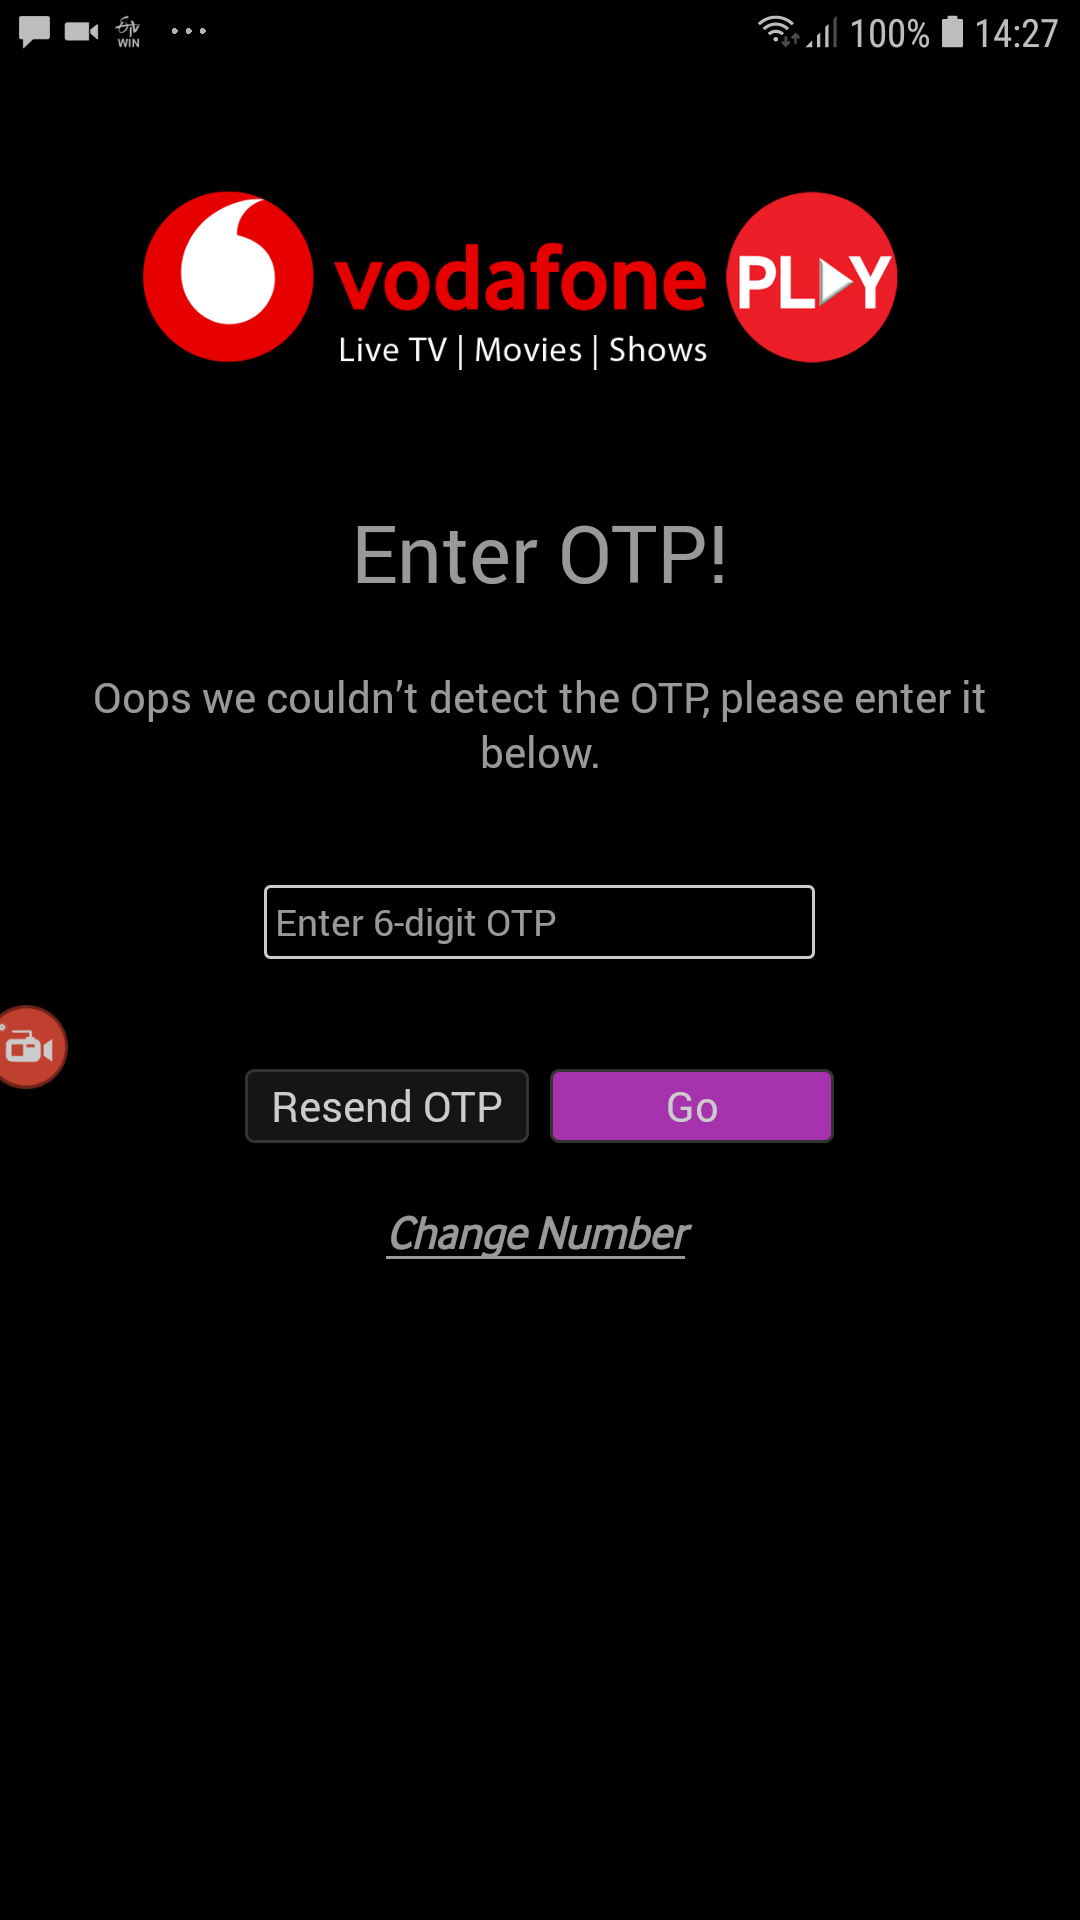 WIN ... 100% 14:27
vodafone PLAY
Live TV | Movies | Shows
Enter OTP!
Oops we couldn’t detect the OTP, please enter it
below.
Enter 6-digit OTP
Resend OTP Go
Change Number